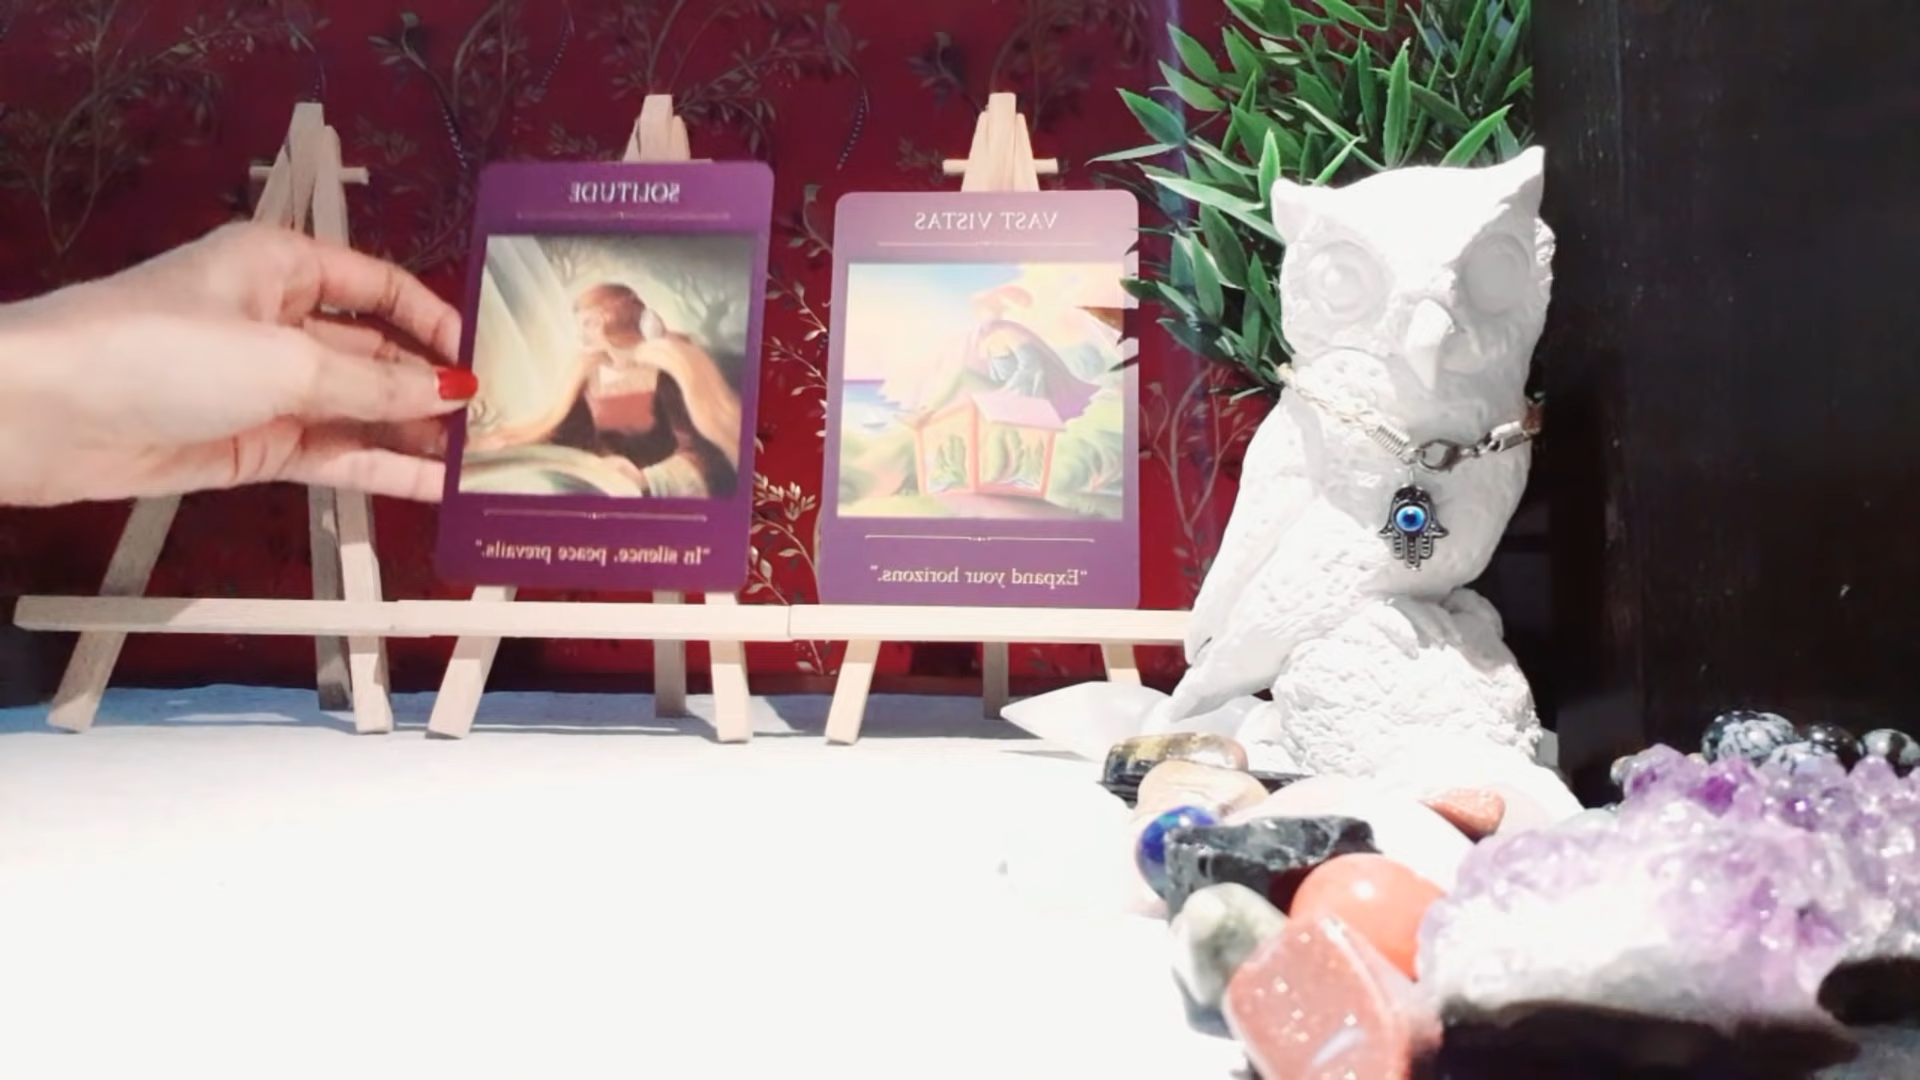 SOLITUDE
"In silence, peace prevails."
VAST VISTAS
"Expand your horizons."